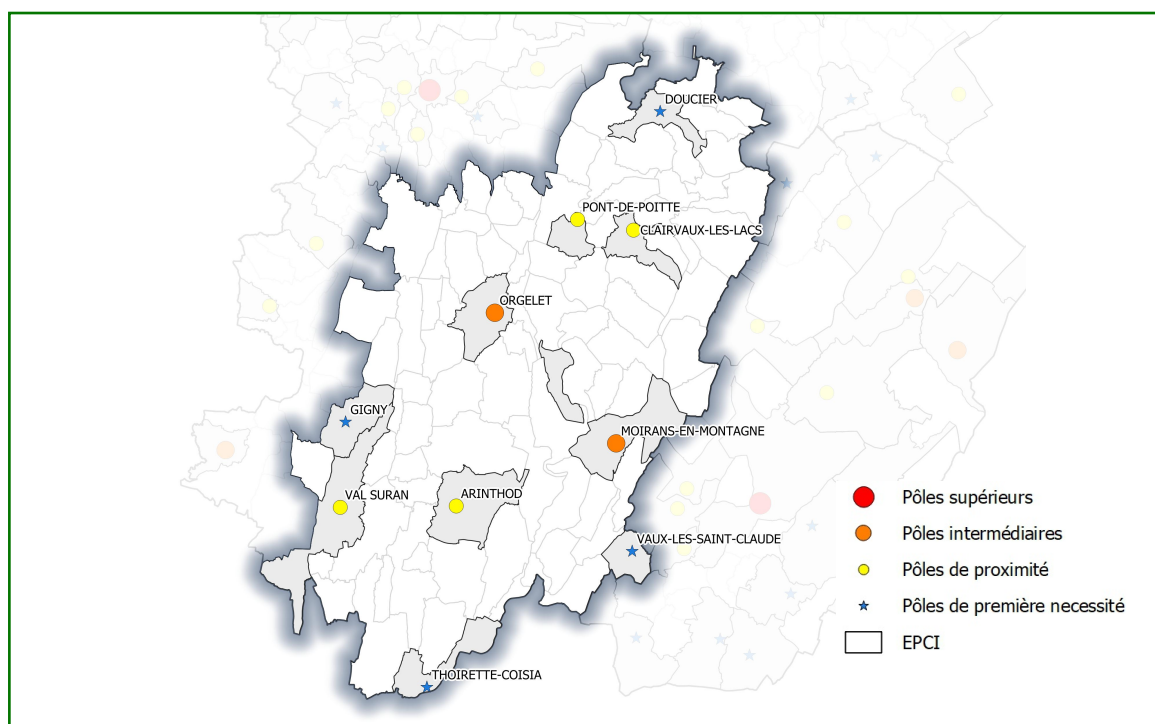 DOUCIER
PONT-DE-POITTE
CLAIRVAUX-LES-LACS
ORGELET
GIGNY
MOIRANS-EN-MONTAGNE
VAL SURAN
ARINTHOD
VAUX-LES-SAINT-CLAUDE
THOIRETTE-COISIA
Pôles supérieurs
Pôles intermédiaires
Pôles de proximité
Pôles de première necessité
EPCI